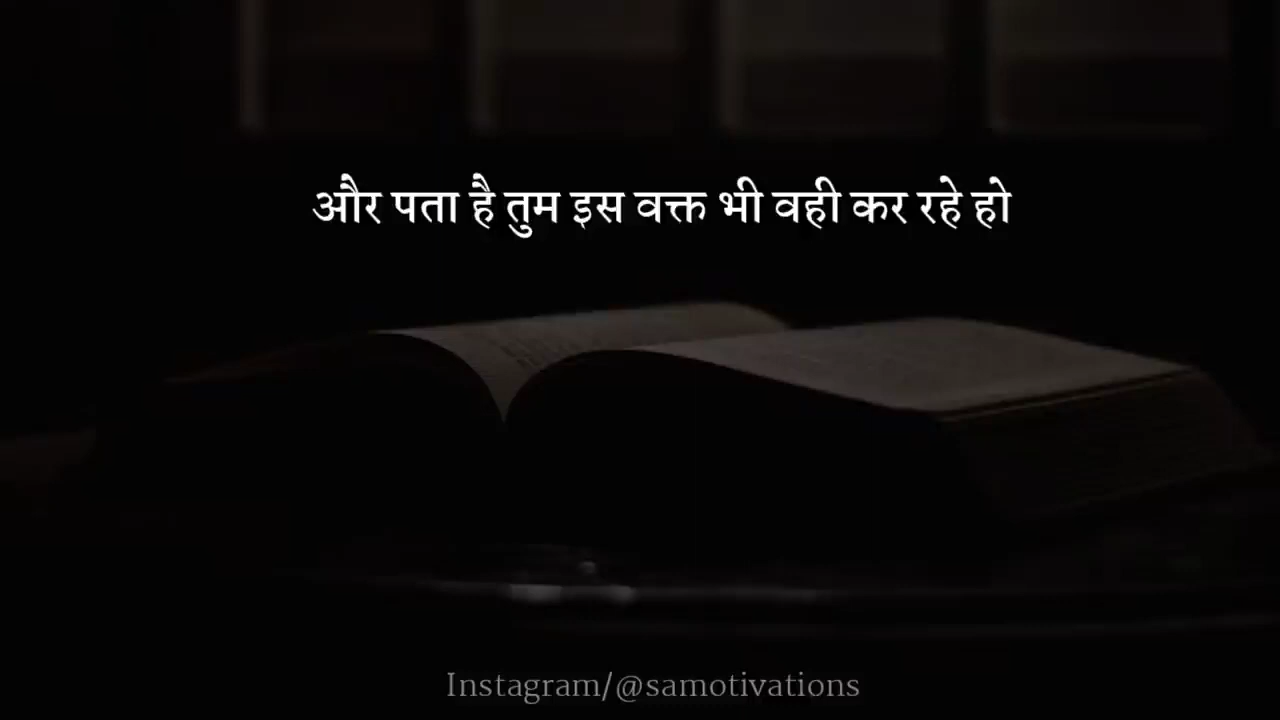 और पता है तुम इस वक्त भी वही कर रहे हो
Instagram/@samotivations